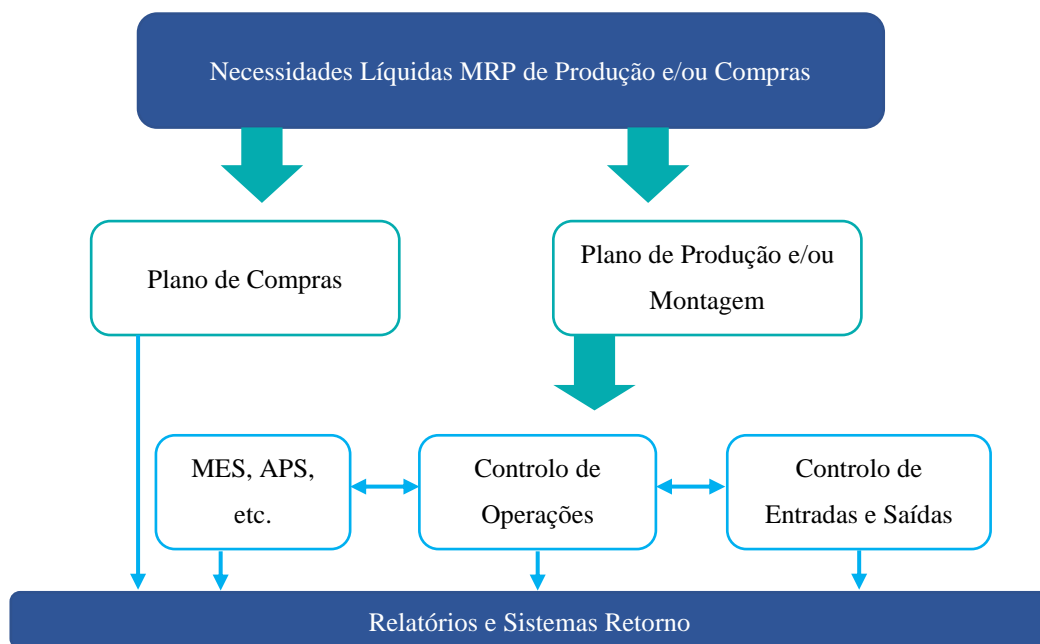 Necessidades Líquidas MRP de Produção e/ou Compras
Plano de Compras
Plano de Produção e/ou
Montagem
MES, APS,
etc.
Controlo de
Operações
Controlo de
Entradas e Saídas
Relatórios e Sistemas Retorno